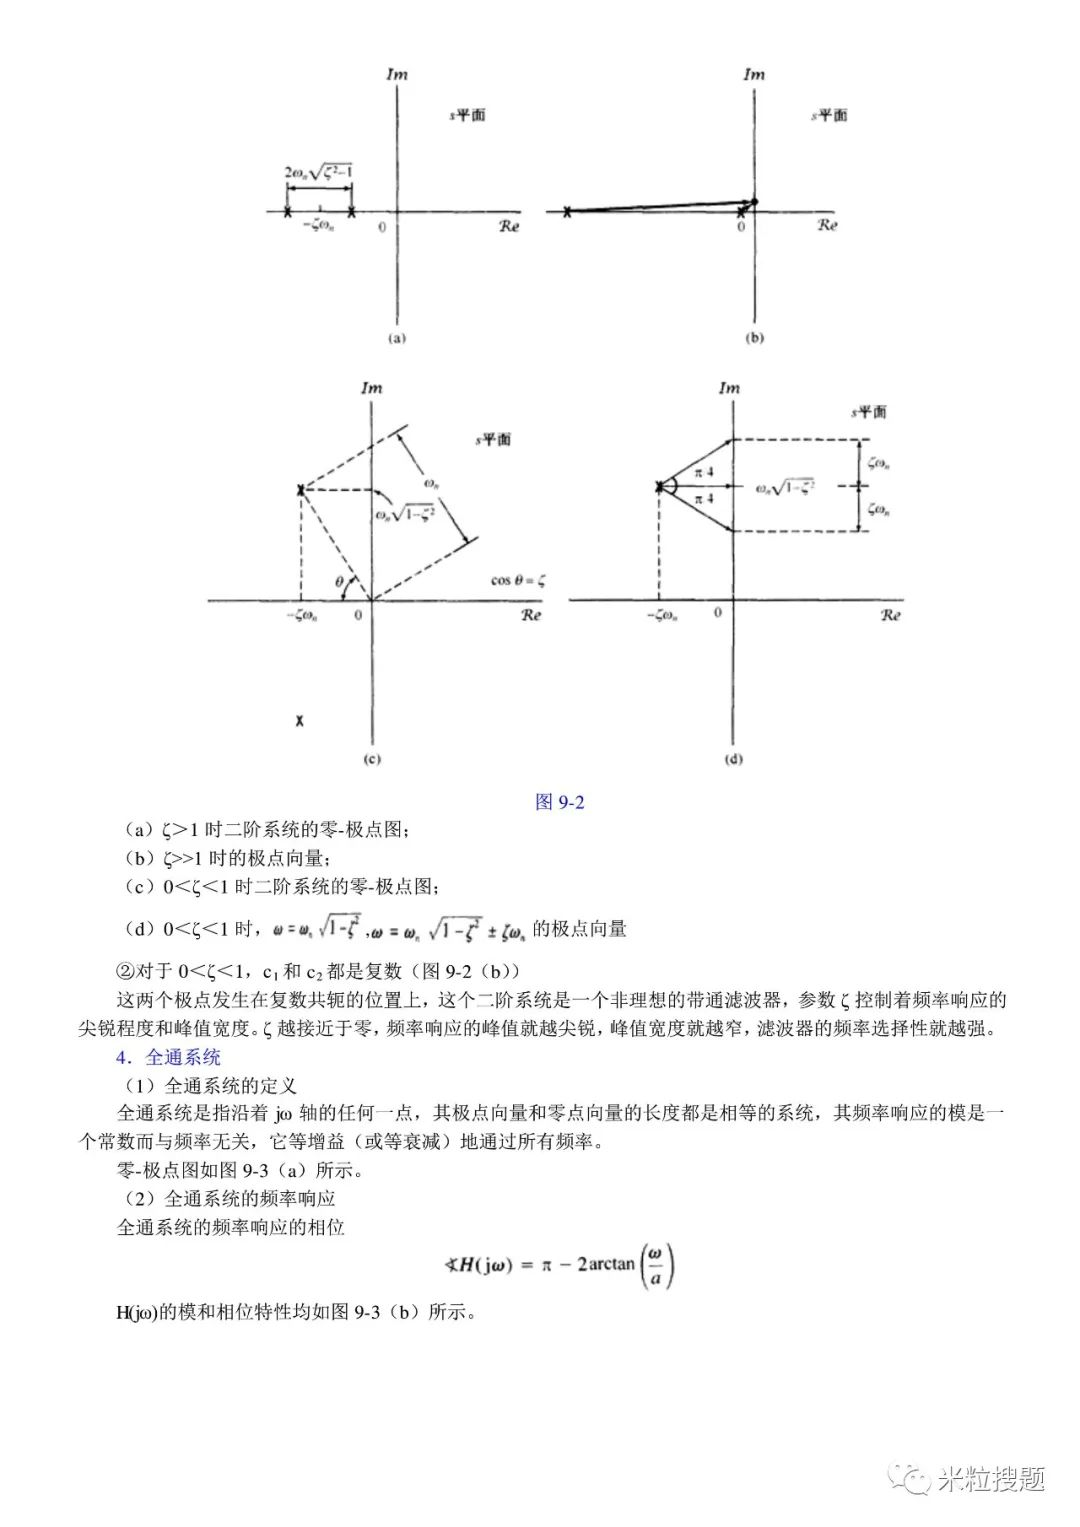 Im
Im
s平面
s平面
2ωₙ√ζ²−1
−ζωₙ
0
Re
0
Re
(a)
(b)
Im
Im
s平面
s平面
ωₙ
ωₙ√1−ζ²
θ
cos θ = ζ
−ζωₙ
0
Re
π 4
π 4
ωₙ√1−ζ²
ζωₙ
ζωₙ
−ζωₙ
0
Re
(c)
(d)
图 9-2
（a）ζ＞1 时二阶系统的零-极点图；
（b）ζ>>1 时的极点向量；
（c）0＜ζ＜1 时二阶系统的零-极点图；
（d）0＜ζ＜1 时，ω = ωₙ √1−ζ² ,ω = ωₙ √1−ζ² ± ζωₙ 的极点向量
②对于 0＜ζ＜1，c₁ 和 c₂ 都是复数（图 9-2（b））
这两个极点发生在复数共轭的位置上，这个二阶系统是一个非理想的带通滤波器，参数 ζ 控制着频率响应的
尖锐程度和峰值宽度。ζ 越接近于零，频率响应的峰值就越尖锐，峰值宽度就越窄，滤波器的频率选择性就越强。
4．全通系统
（1）全通系统的定义
全通系统是指沿着 jω 轴的任何一点，其极点向量和零点向量的长度都是相等的系统，其频率响应的模是一
个常数而与频率无关，它等增益（或等衰减）地通过所有频率。
零-极点图如图 9-3（a）所示。
（2）全通系统的频率响应
全通系统的频率响应的相位
∢H(jω) = π − 2arctan(ω/a)
H(jω)的模和相位特性均如图 9-3（b）所示。
米粒搜题